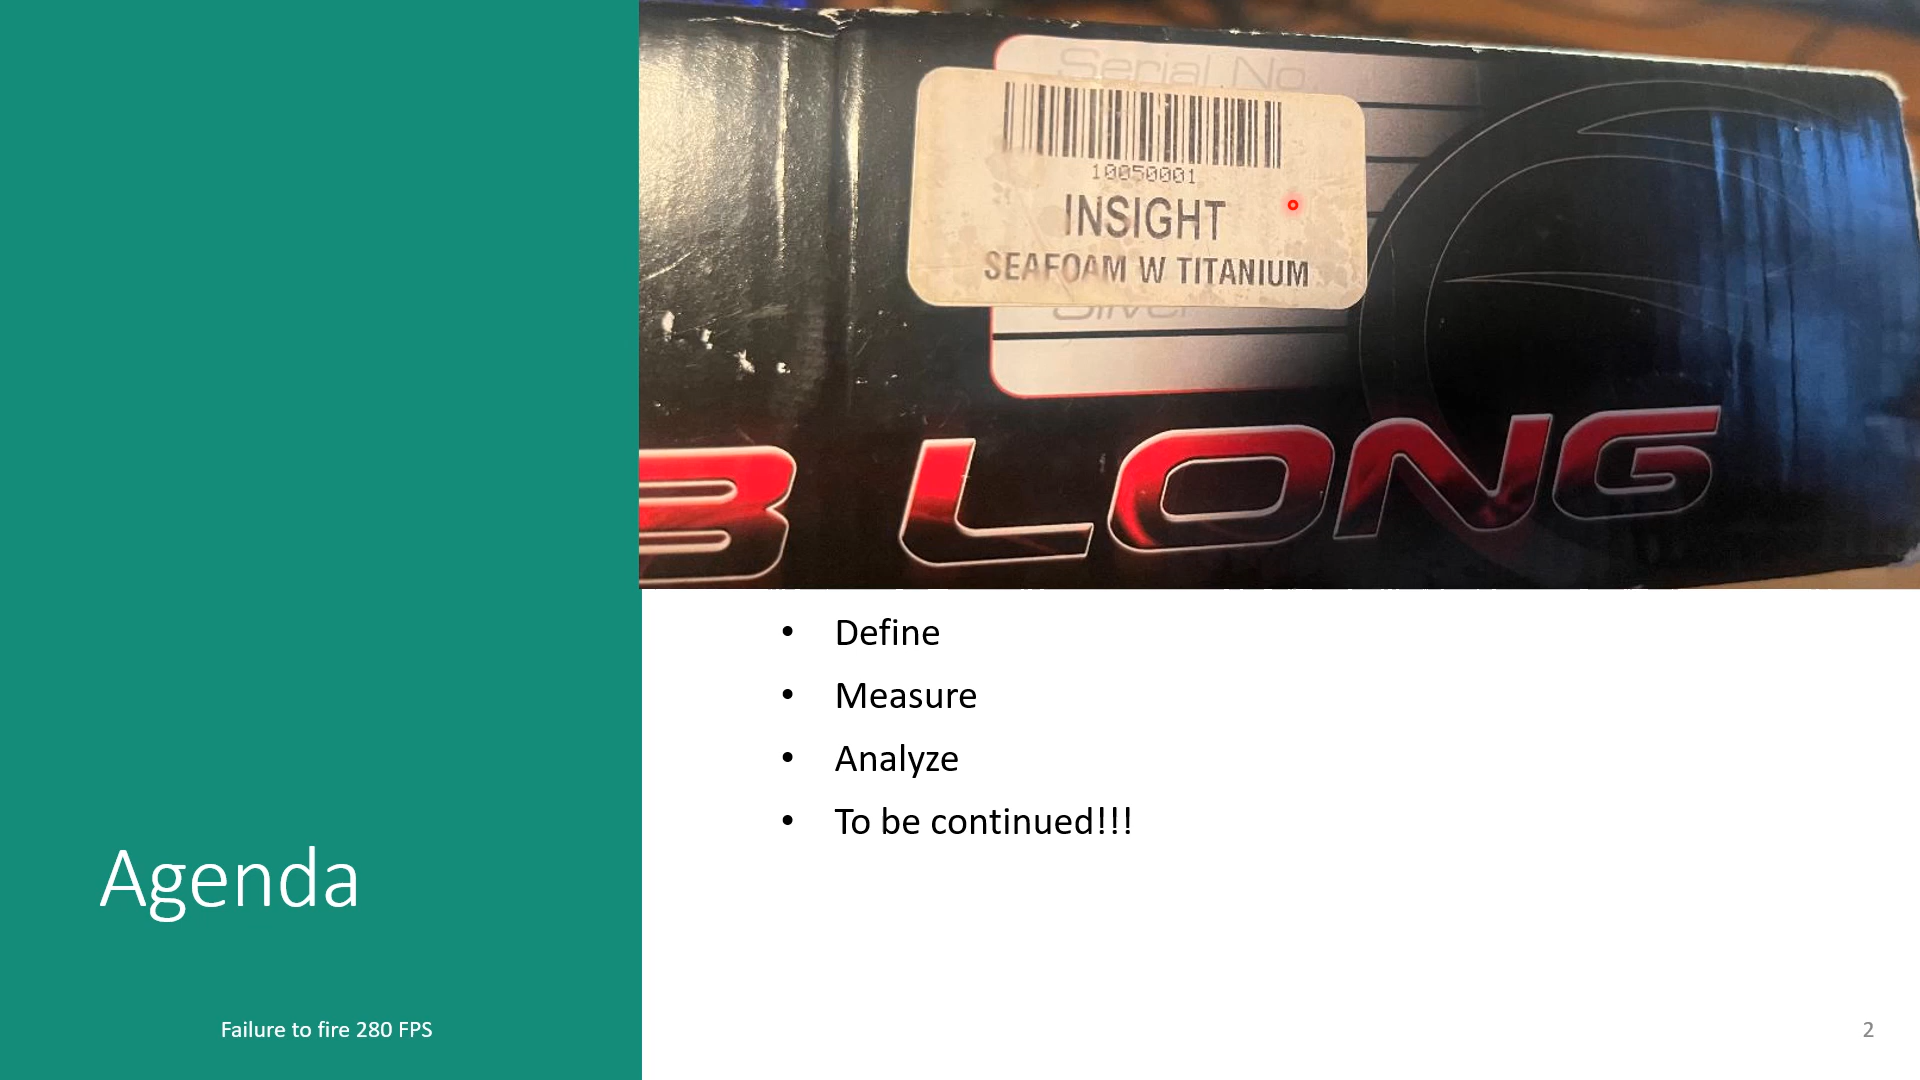 Serial No
10050001
INSIGHT
SEAFOAM W TITANIUM
Silver
B LONG
• Define
• Measure
• Analyze
• To be continued!!!
Agenda
Failure to fire 280 FPS
2